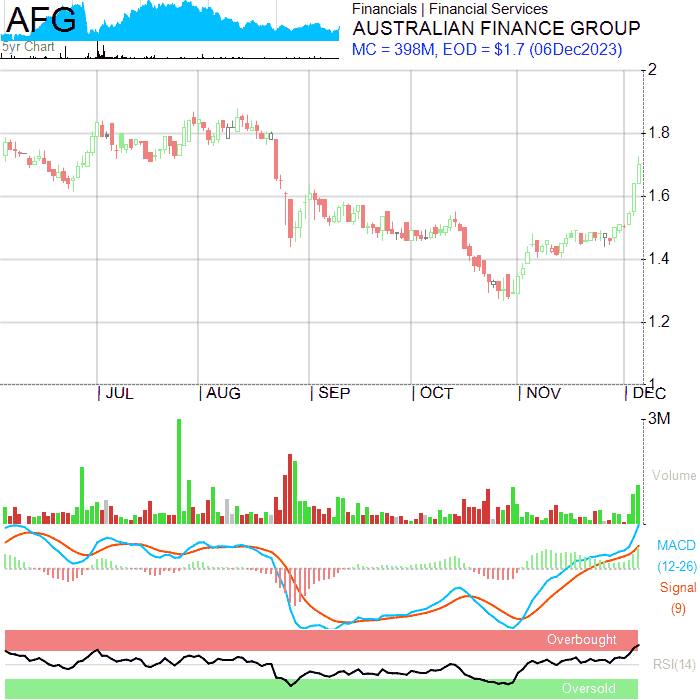 AFG
5yr Chart
Financials | Financial Services
AUSTRALIAN FINANCE GROUP
MC = 398M, EOD = $1.7 (06Dec2023)
2
1.8
1.6
1.4
1.2
1
JUL AUG SEP OCT NOV DEC
3M
Volume
MACD
(12-26)
Signal
(9)
Overbought
RSI(14)
Oversold